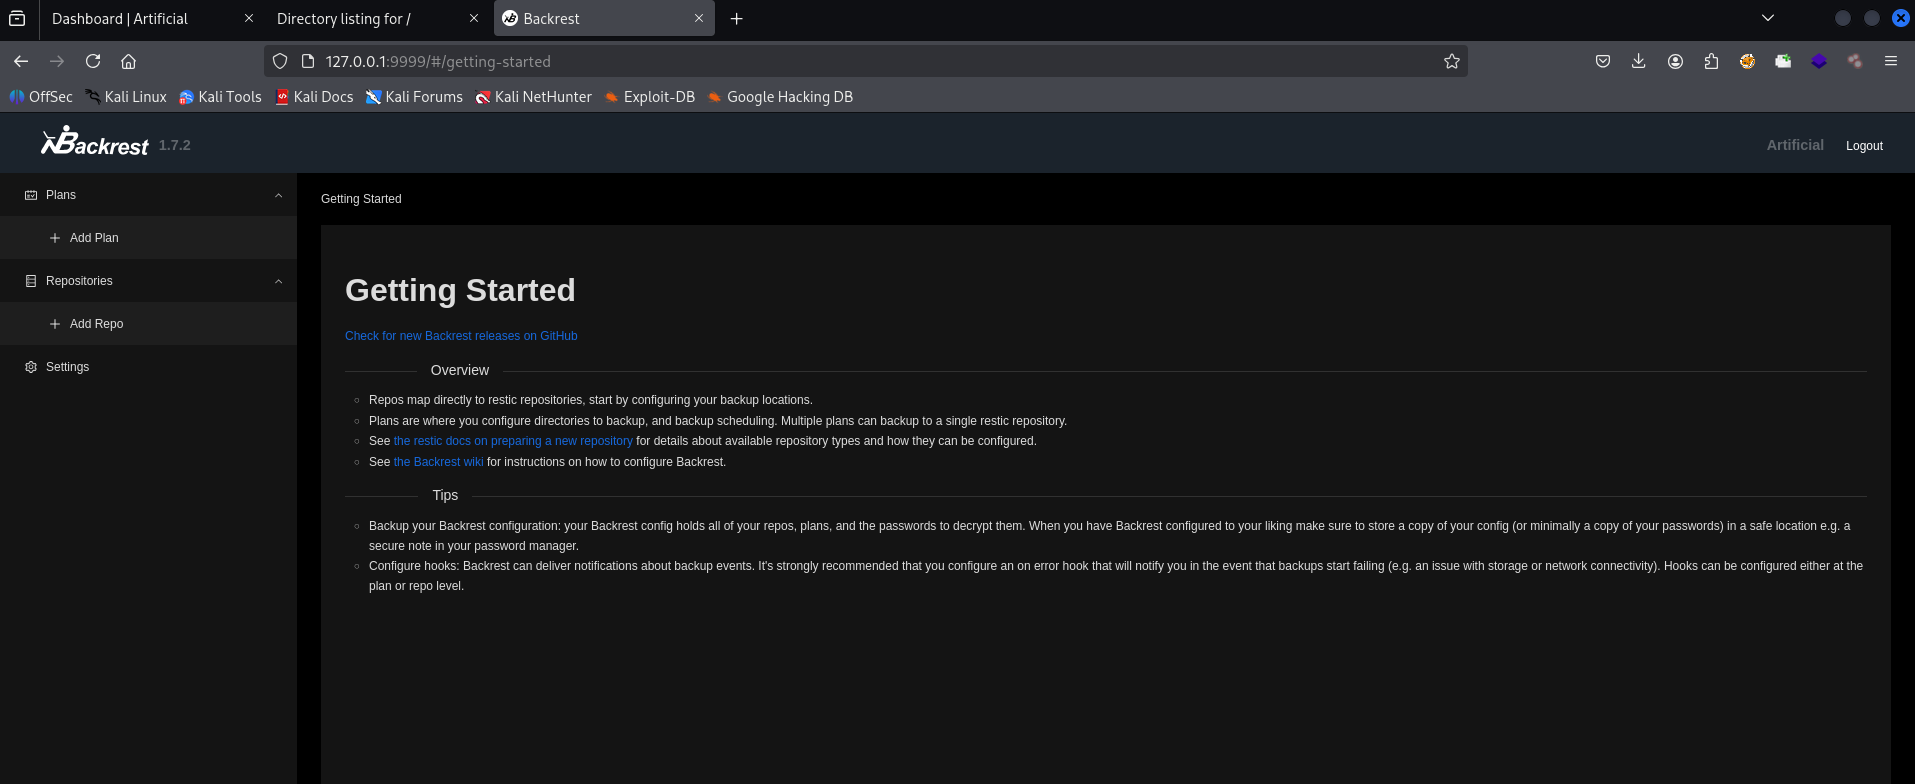 Dashboard | Artificial
Directory listing for /
Backrest
127.0.0.1:9999/#/getting-started
OffSec
Kali Linux
Kali Tools
Kali Docs
Kali Forums
Kali NetHunter
Exploit-DB
Google Hacking DB
Backrest 1.7.2
Artificial
Logout
Plans
Add Plan
Repositories
Add Repo
Settings
Getting Started
Getting Started
Check for new Backrest releases on GitHub
Overview
Repos map directly to restic repositories, start by configuring your backup locations.
Plans are where you configure directories to backup, and backup scheduling. Multiple plans can backup to a single restic repository.
See the restic docs on preparing a new repository for details about available repository types and how they can be configured.
See the Backrest wiki for instructions on how to configure Backrest.
Tips
Backup your Backrest configuration: your Backrest config holds all of your repos, plans, and the passwords to decrypt them. When you have Backrest configured to your liking make sure to store a copy of your config (or minimally a copy of your passwords) in a safe location e.g. a
secure note in your password manager.
Configure hooks: Backrest can deliver notifications about backup events. It's strongly recommended that you configure an on error hook that will notify you in the event that backups start failing (e.g. an issue with storage or network connectivity). Hooks can be configured either at the
plan or repo level.